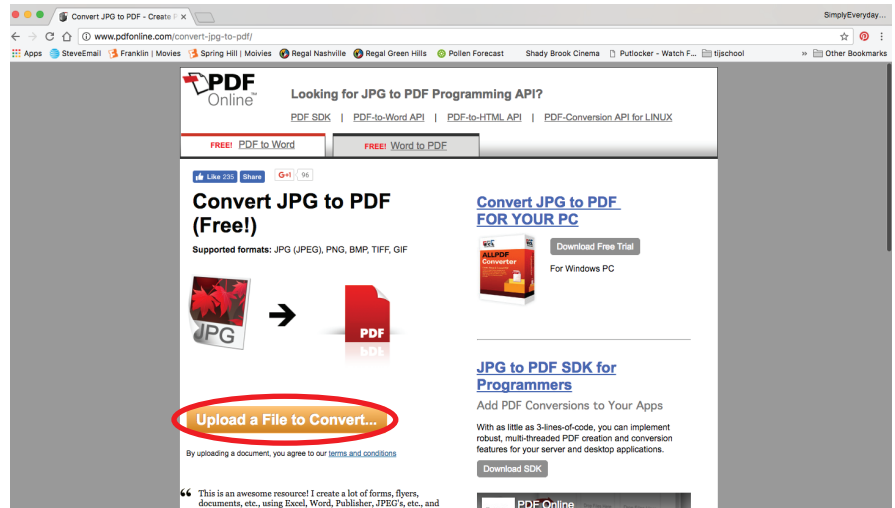 Convert JPG to PDF - Create P
SimplyEveryday...
www.pdfonline.com/convert-jpg-to-pdf/
Apps SteveEmail Franklin | Movies Spring Hill | Moivies Regal Nashville Regal Green Hills Pollen Forecast Shady Brook Cinema Putlocker - Watch F... tijschool » Other Bookmarks
PDF
Online™
Looking for JPG to PDF Programming API?
PDF SDK | PDF-to-Word API | PDF-to-HTML API | PDF-Conversion API for LINUX
FREE! PDF to Word
FREE! Word to PDF
Like 235 Share G+1 96
Convert JPG to PDF
(Free!)
Supported formats: JPG (JPEG), PNG, BMP, TIFF, GIF
JPG
PDF
Upload a File to Convert...
By uploading a document, you agree to our terms and conditions
“ This is an awesome resource! I create a lot of forms, flyers,
documents, etc., using Excel, Word, Publisher, JPEG's, etc., and
Convert JPG to PDF
FOR YOUR PC
ALLPDF
Converter
Download Free Trial
For Windows PC
JPG to PDF SDK for
Programmers
Add PDF Conversions to Your Apps
With as little as 3-lines-of-code, you can implement
robust, multi-threaded PDF creation and conversion
features for your server and desktop applications.
Download SDK
PDF Online